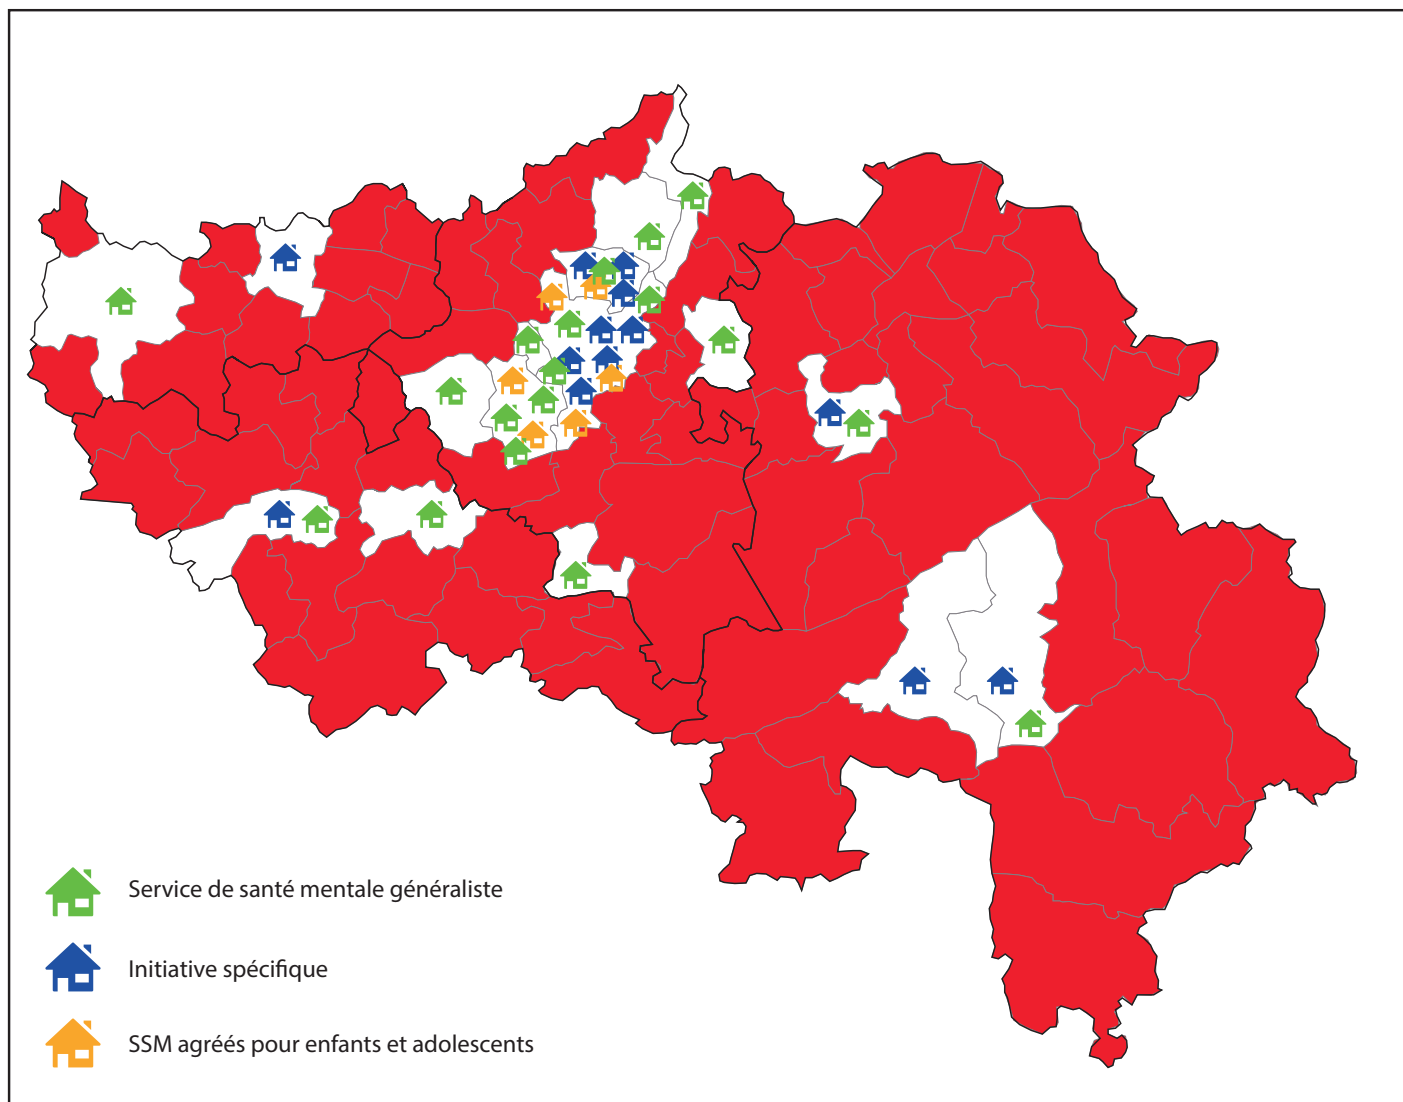 Service de santé mentale généraliste
Initiative spécifique
SSM agréés pour enfants et adolescents